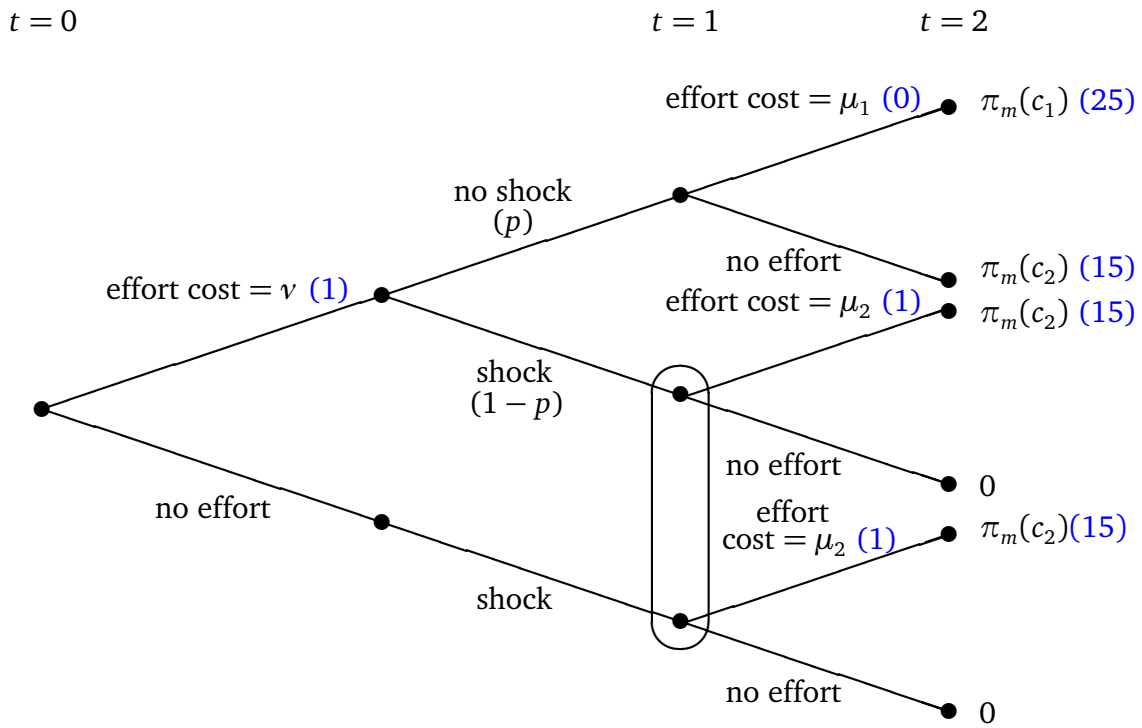 t = 0 t = 1 t = 2
effort cost = μ₁ (0) π_m(c₁) (25)
no shock
(p)
no effort
π_m(c₂) (15)
effort cost = ν (1)
effort cost = μ₂ (1) π_m(c₂) (15)
shock
(1 − p)
no effort
0
no effort
effort
cost = μ₂ (1) π_m(c₂)(15)
shock
no effort
0